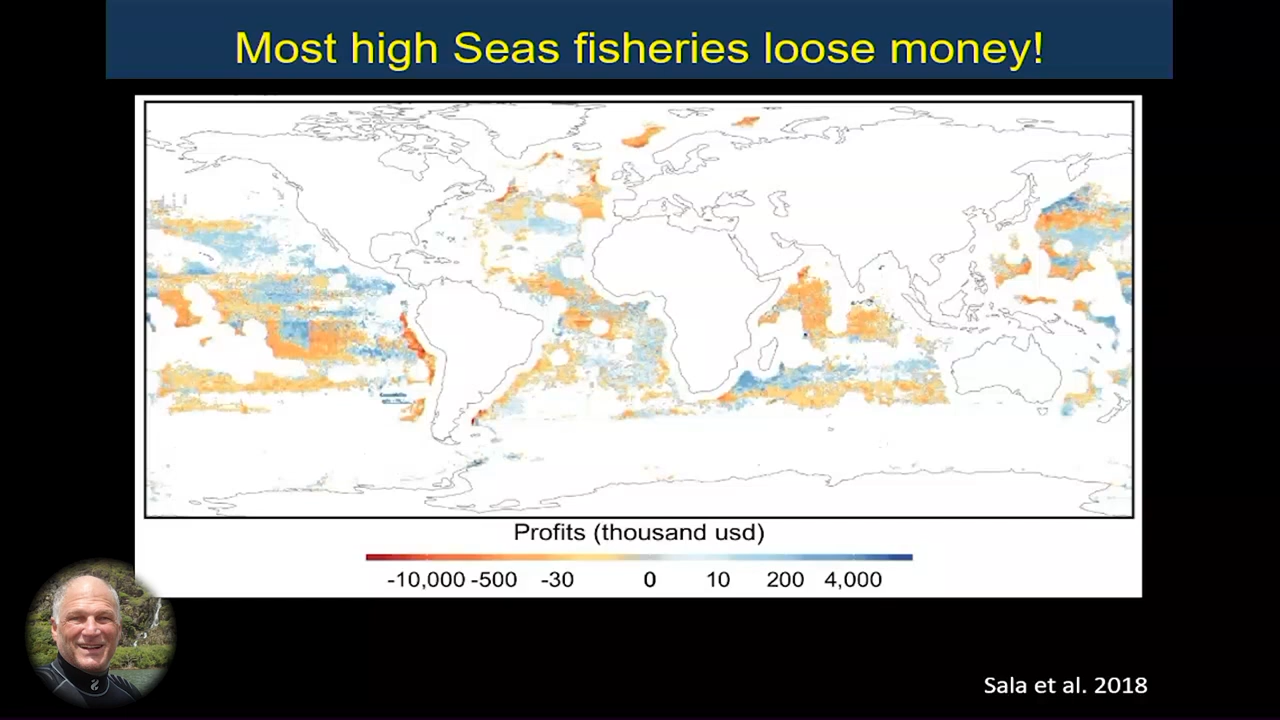 Most high Seas fisheries loose money!
Profits (thousand usd)
-10,000 -500 -30 0 10 200 4,000
Sala et al. 2018